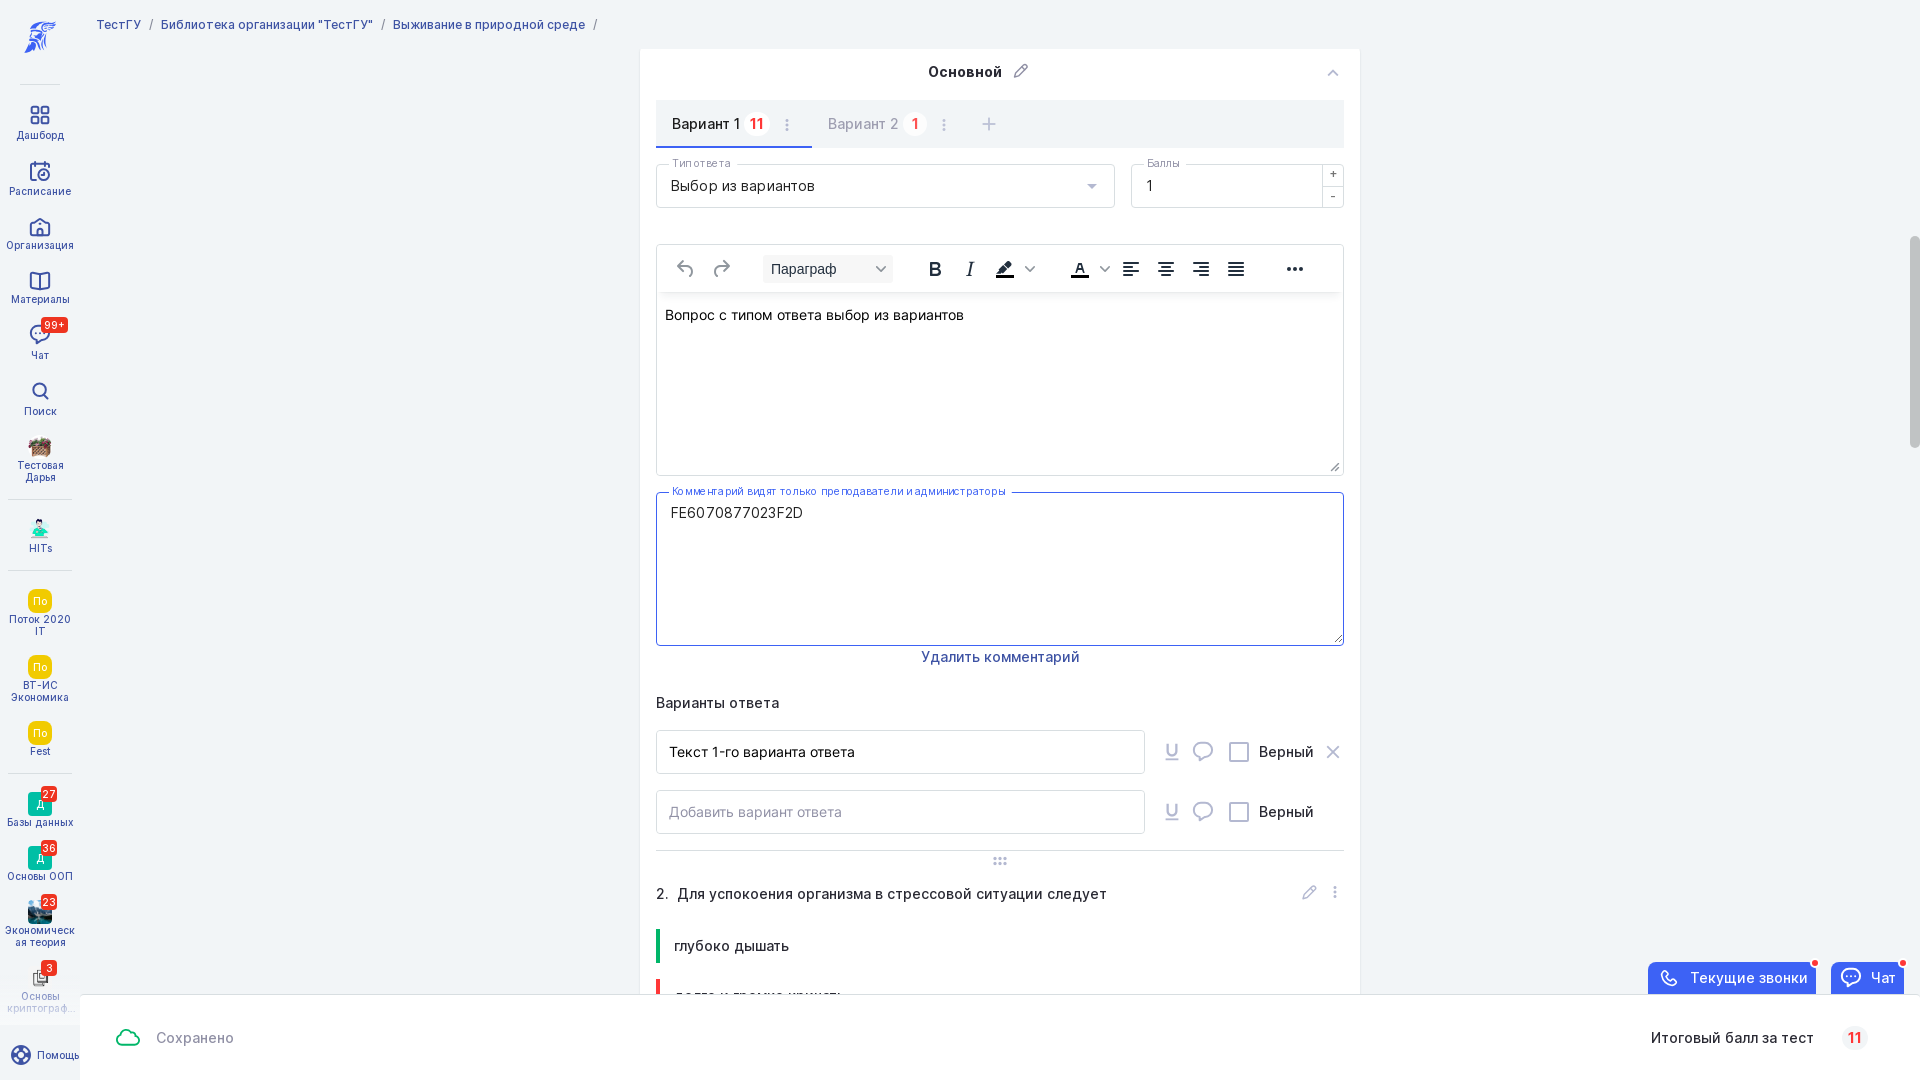 ТестГУ / Библиотека организации "ТестГУ" / Выживание в природной среде /
Дашборд
Расписание
Организация
Материалы
99+
Чат
Поиск
Тестовая
Дарья
HITs
По
Поток 2020
IT
По
ВТ-ИС
Экономика
По
Fest
27
Д
Базы данных
36
Д
Основы ООП
23
Экономическ
ая теория
3
Основы
криптограф...
Помощь
Основной
Вариант 1 11 Вариант 2 1
Тип ответа
Выбор из вариантов
Баллы
1
+
-
Параграф
B I A
Вопрос с типом ответа выбор из вариантов
Комментарий видят только преподаватели и администраторы
FE6070877023F2D
Удалить комментарий
Варианты ответа
Текст 1-го варианта ответа U Верный
Добавить вариант ответа U Верный
2. Для успокоения организма в стрессовой ситуации следует
глубоко дышать
долго и громко кричать
Текущие звонки
Чат
Сохранено
Итоговый балл за тест 11